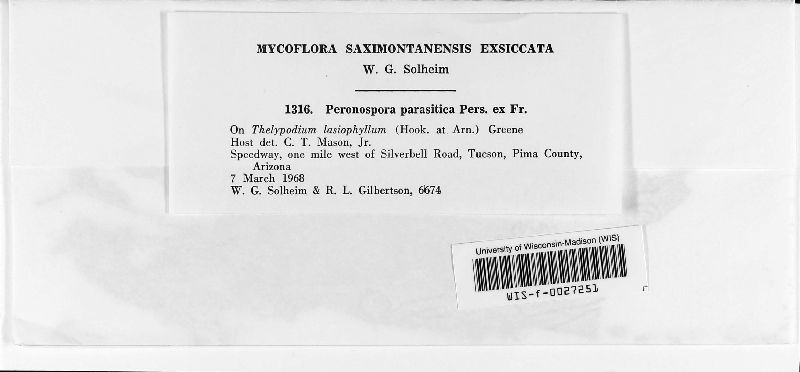 MYCOFLORA SAXIMONTANENSIS EXSICCATA
W. G. Solheim
1316. Peronospora parasitica Pers. ex Fr.
On Thelypodium lasiophyllum (Hook. at Arn.) Greene
Host det. C. T. Mason, Jr.
Speedway, one mile west of Silverbell Road, Tucson, Pima County,
Arizona
7 March 1968
W. G. Solheim & R. L. Gilbertson, 6674
University of Wisconsin-Madison (WIS)
WIS-f-0027251